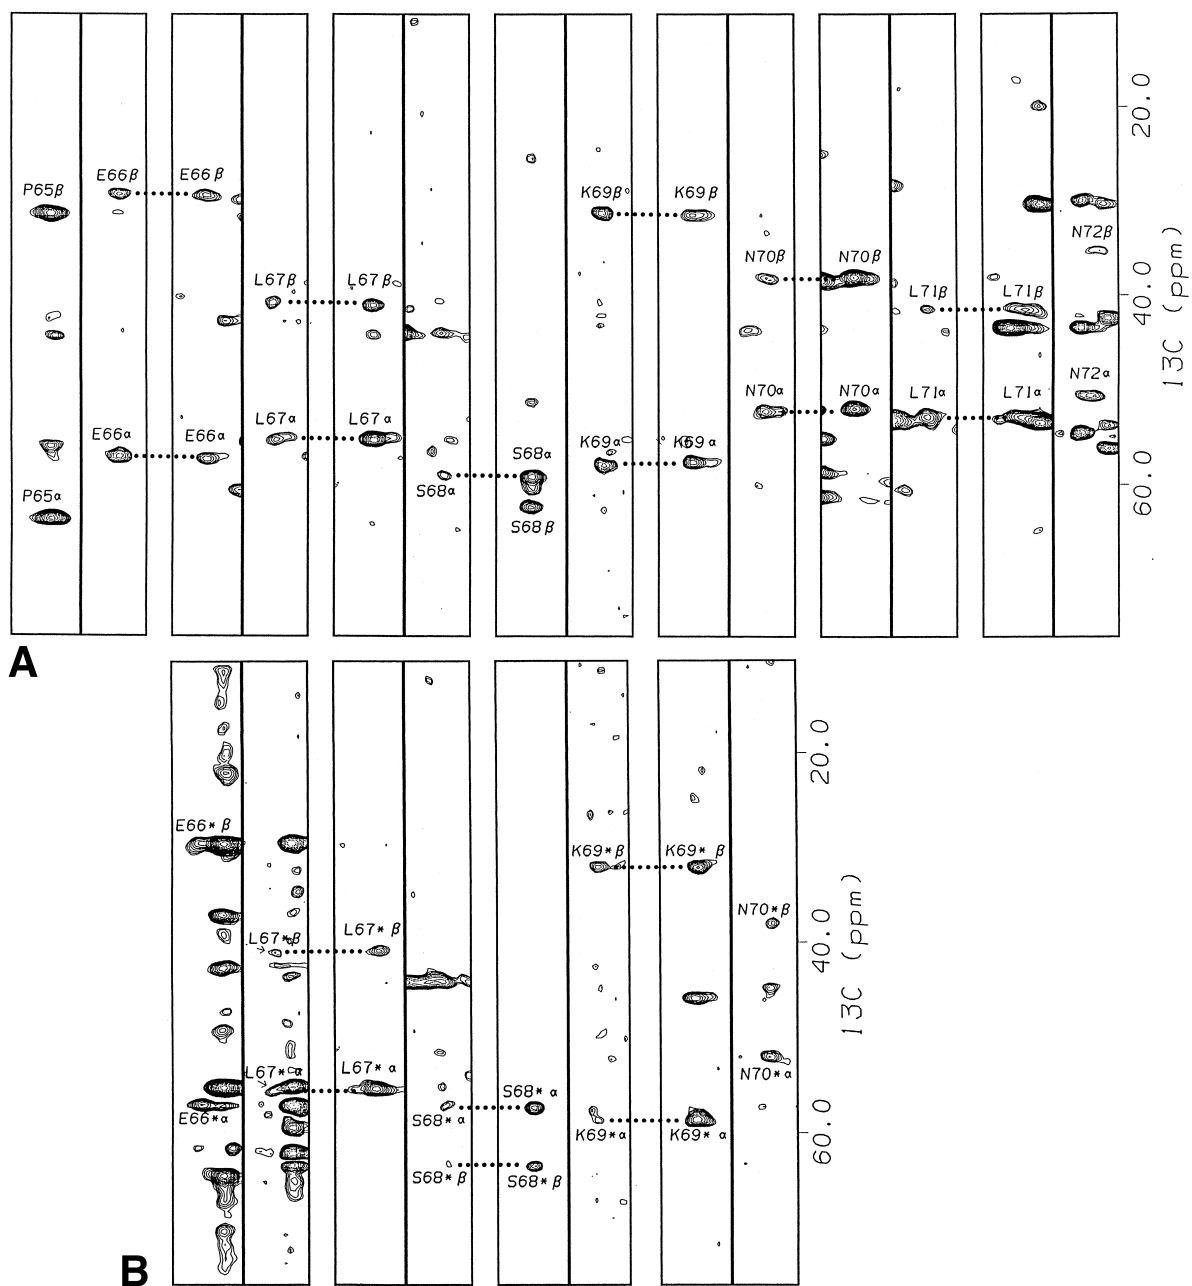 20.0
E66β E66β
P65β K69β K69β
N72β
N70β N70β
L67β L67β L71β L71β
40.0
13C (ppm)
N72α
N70α N70α L71α L71α
L67α L67α
E66α E66α K69α K69α
S68α
S68α
P65α
60.0
S68β
A
20.0
E66*β
K69*β K69*β
N70*β
L67*β L67*β
40.0
13C (ppm)
L67*α L67*α
N70*α
S68*α
E66*α S68*α
K69*α K69*α
60.0
S68*β S68*β
B